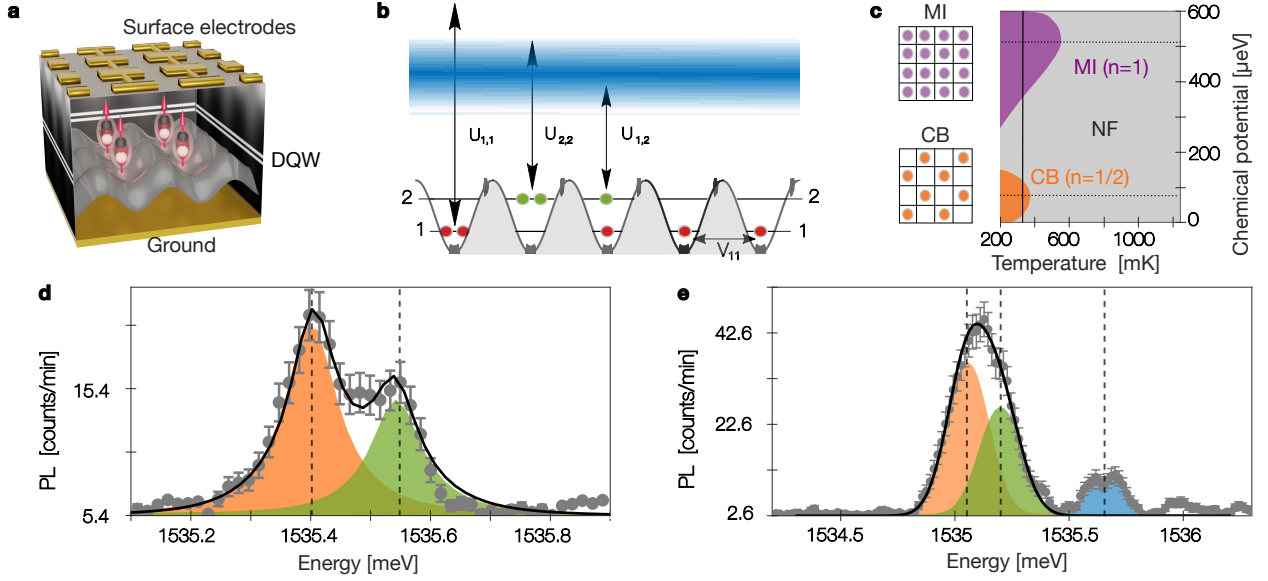 a
Surface electrodes
DQW
Ground
b
U1,1
U2,2
U1,2
2
2
1
1
V11
c
MI
CB
MI (n=1)
NF
CB (n=1/2)
600
400
200
0
Chemical potential [µeV]
200
600
1000
Temperature [mK]
d
PL [counts/min]
15.4
5.4
1535.2
1535.4
1535.6
1535.8
Energy [meV]
e
PL [counts/min]
42.6
22.6
2.6
1534.5
1535
1535.5
1536
Energy [meV]